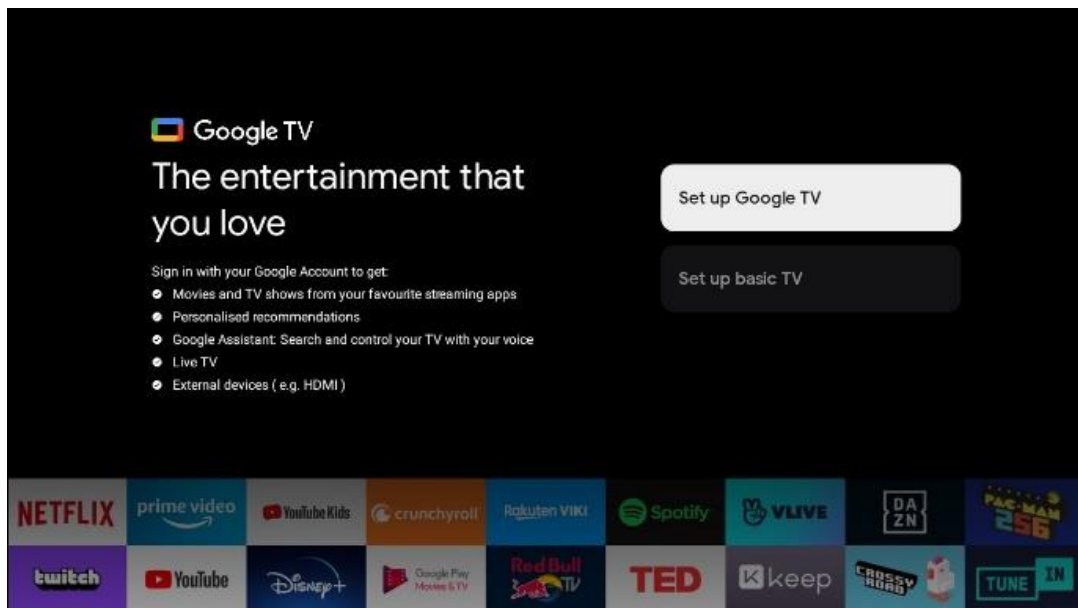 Google TV
The entertainment that
you love
Sign in with your Google Account to get:
Movies and TV shows from your favourite streaming apps
Personalised recommendations
Google Assistant: Search and control your TV with your voice
Live TV
External devices ( e.g. HDMI )
Set up Google TV
Set up basic TV
NETFLIX
prime video
YouTube Kids
crunchyroll
Rakuten VIKI
Spotify
VLIVE
DA
ZN
PAC-MAN
256
twitch
YouTube
Disney+
Google Play
Movies & TV
Red Bull
TV
TED
keep
CROSSY
ROAD
TUNE IN